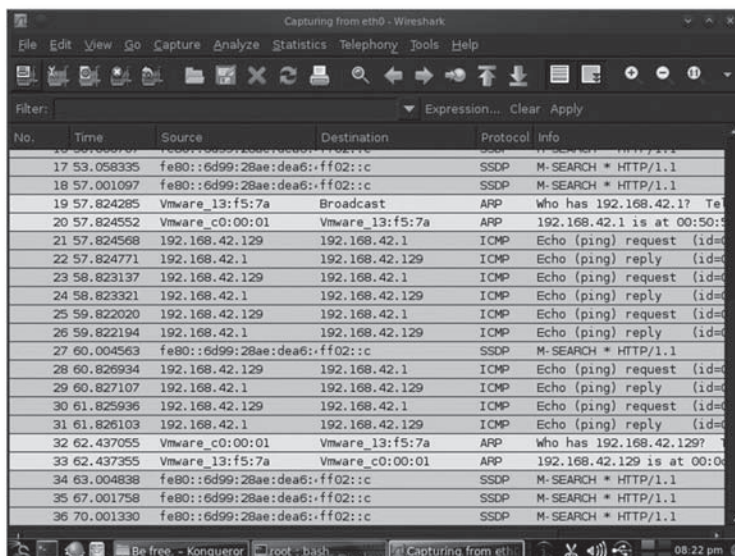 Capturing from eth0 - Wireshark
File Edit View Go Capture Analyze Statistics Telephony Tools Help
Filter: Expression... Clear Apply
No. Time Source Destination Protocol Info
17 53.058335 fe80::6d99:28ae:dea6: ff02::c SSDP M-SEARCH * HTTP/1.1
18 57.001097 fe80::6d99:28ae:dea6: ff02::c SSDP M-SEARCH * HTTP/1.1
19 57.824285 Vmware_13:f5:7a Broadcast ARP Who has 192.168.42.1? Tel
20 57.824552 Vmware_c0:00:01 Vmware_13:f5:7a ARP 192.168.42.1 is at 00:50:5
21 57.824568 192.168.42.129 192.168.42.1 ICMP Echo (ping) request (id=0
22 57.824771 192.168.42.1 192.168.42.129 ICMP Echo (ping) reply (id=0
23 58.823137 192.168.42.129 192.168.42.1 ICMP Echo (ping) request (id=0
24 58.823321 192.168.42.1 192.168.42.129 ICMP Echo (ping) reply (id=0
25 59.822020 192.168.42.129 192.168.42.1 ICMP Echo (ping) request (id=0
26 59.822194 192.168.42.1 192.168.42.129 ICMP Echo (ping) reply (id=0
27 60.004563 fe80::6d99:28ae:dea6: ff02::c SSDP M-SEARCH * HTTP/1.1
28 60.826934 192.168.42.129 192.168.42.1 ICMP Echo (ping) request (id=0
29 60.827107 192.168.42.1 192.168.42.129 ICMP Echo (ping) reply (id=0
30 61.825936 192.168.42.129 192.168.42.1 ICMP Echo (ping) request (id=0
31 61.826103 192.168.42.1 192.168.42.129 ICMP Echo (ping) reply (id=0
32 62.437055 Vmware_c0:00:01 Vmware_13:f5:7a ARP Who has 192.168.42.129? T
33 62.437355 Vmware_13:f5:7a Vmware_c0:00:01 ARP 192.168.42.129 is at 00:0c
34 63.004838 fe80::6d99:28ae:dea6: ff02::c SSDP M-SEARCH * HTTP/1.1
35 67.001758 fe80::6d99:28ae:dea6: ff02::c SSDP M-SEARCH * HTTP/1.1
36 70.001330 fe80::6d99:28ae:dea6: ff02::c SSDP M-SEARCH * HTTP/1.1
Be free. - Konqueror root : bash Capturing from eth 08:22 pm